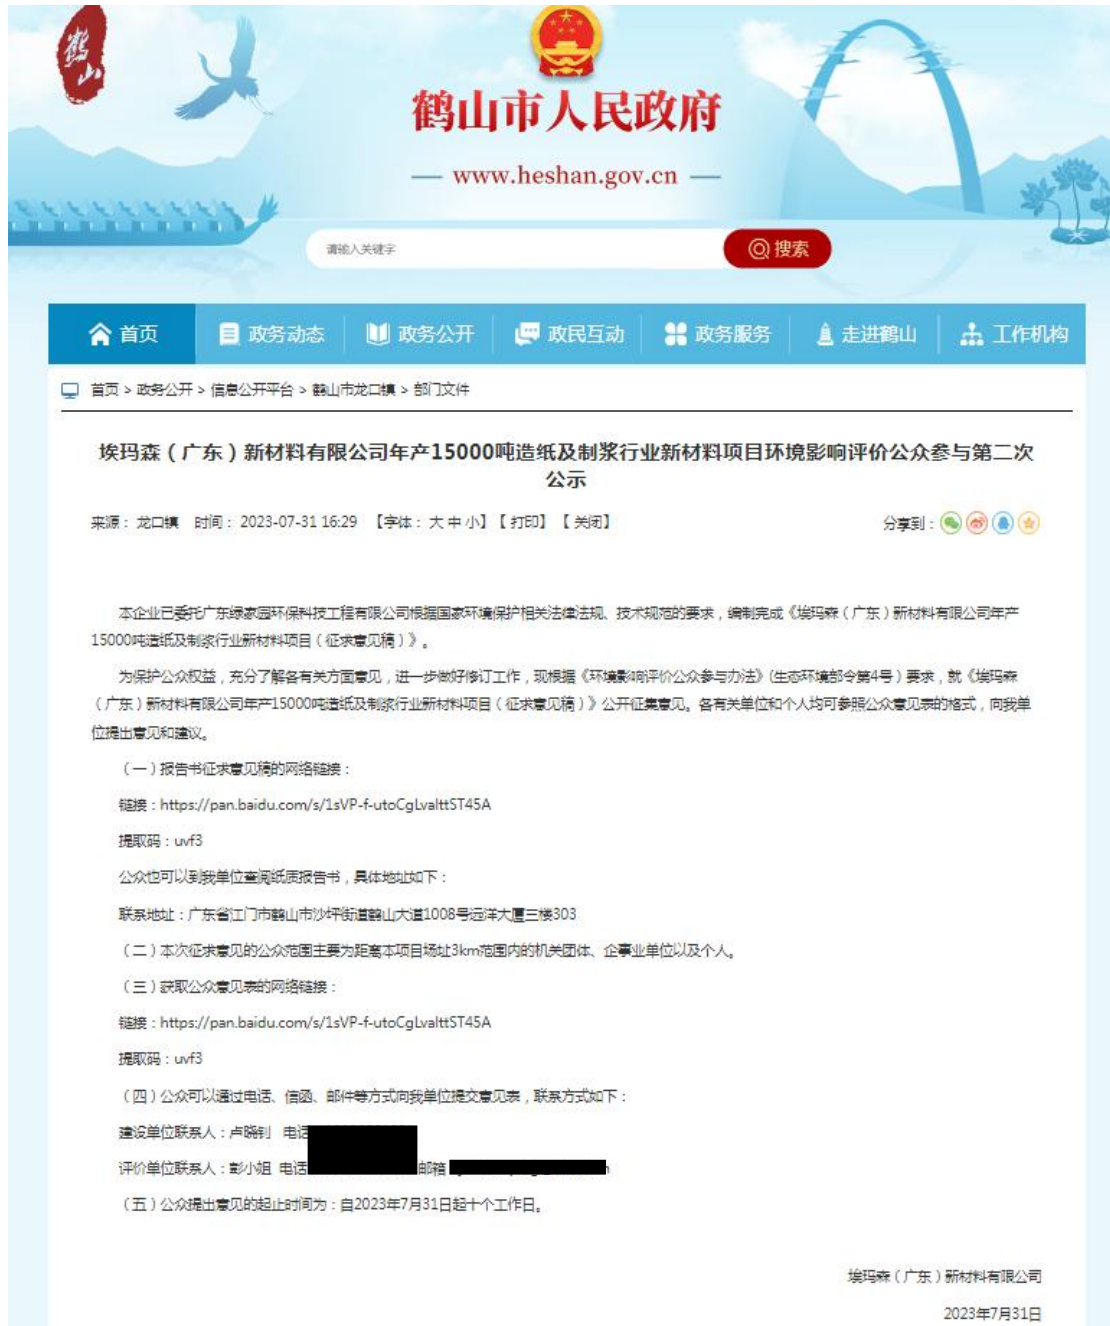 鹤山
鹤山市人民政府
— www.heshan.gov.cn —
请输入关键字
搜索
首页 政务动态 政务公开 政民互动 政务服务 走进鹤山 工作机构
首页 > 政务公开 > 信息公开平台 > 鹤山市龙口镇 > 部门文件
埃玛森（广东）新材料有限公司年产15000吨造纸及制浆行业新材料项目环境影响评价公众参与第二次
公示
来源： 龙口镇 时间： 2023-07-31 16:29 【字体： 大 中 小】【 打印】 【 关闭】
分享到：
本企业已委托广东绿家园环保科技工程有限公司根据国家环境保护相关法律法规、技术规范的要求，编制完成《埃玛森（广东）新材料有限公司年产
15000吨造纸及制浆行业新材料项目（征求意见稿）》。
为保护公众权益，充分了解各有关方面意见，进一步做好修订工作，现根据《环境影响评价公众参与办法》(生态环境部令第4号）要求，就《埃玛森
（广东）新材料有限公司年产15000吨造纸及制浆行业新材料项目（征求意见稿）》公开征集意见。各有关单位和个人均可参照公众意见表的格式，向我单
位提出意见和建议。
（一）报告书征求意见稿的网络链接：
链接：https://pan.baidu.com/s/1sVP-f-utoCgLvalttST45A
提取码：uvf3
公众也可以到我单位查阅纸质报告书，具体地址如下：
联系地址：广东省江门市鹤山市沙坪街道鹤山大道1008号远洋大厦三楼303
（二）本次征求意见的公众范围主要为距离本项目场址3km范围内的机关团体、企事业单位以及个人。
（三）获取公众意见表的网络链接：
链接：https://pan.baidu.com/s/1sVP-f-utoCgLvalttST45A
提取码：uvf3
（四）公众可以通过电话、信函、邮件等方式向我单位提交意见表，联系方式如下：
建设单位联系人：卢晓钊 电话
评价单位联系人：彭小姐 电话 邮箱
（五）公众提出意见的起止时间为：自2023年7月31日起十个工作日。
埃玛森（广东）新材料有限公司
2023年7月31日